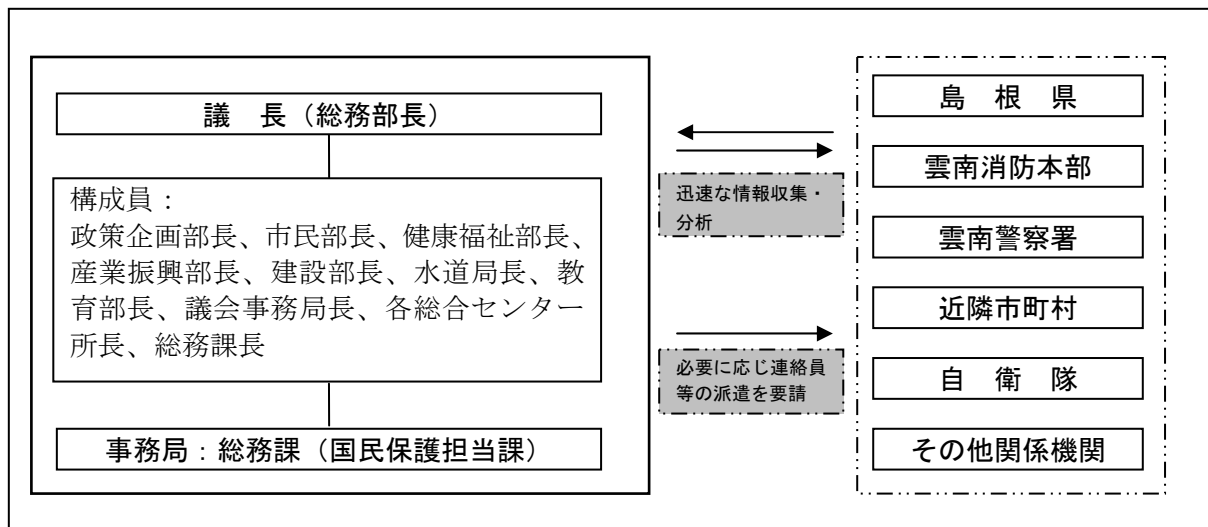 議　長（総務部長）
構成員：
政策企画部長、市民部長、健康福祉部長、
産業振興部長、建設部長、水道局長、教
育部長、議会事務局長、各総合センター
所長、総務課長
事務局：総務課（国民保護担当課）
迅速な情報収集・
分析
必要に応じ連絡員
等の派遣を要請
島　根　県
雲南消防本部
雲南警察署
近隣市町村
自　衛　隊
その他関係機関